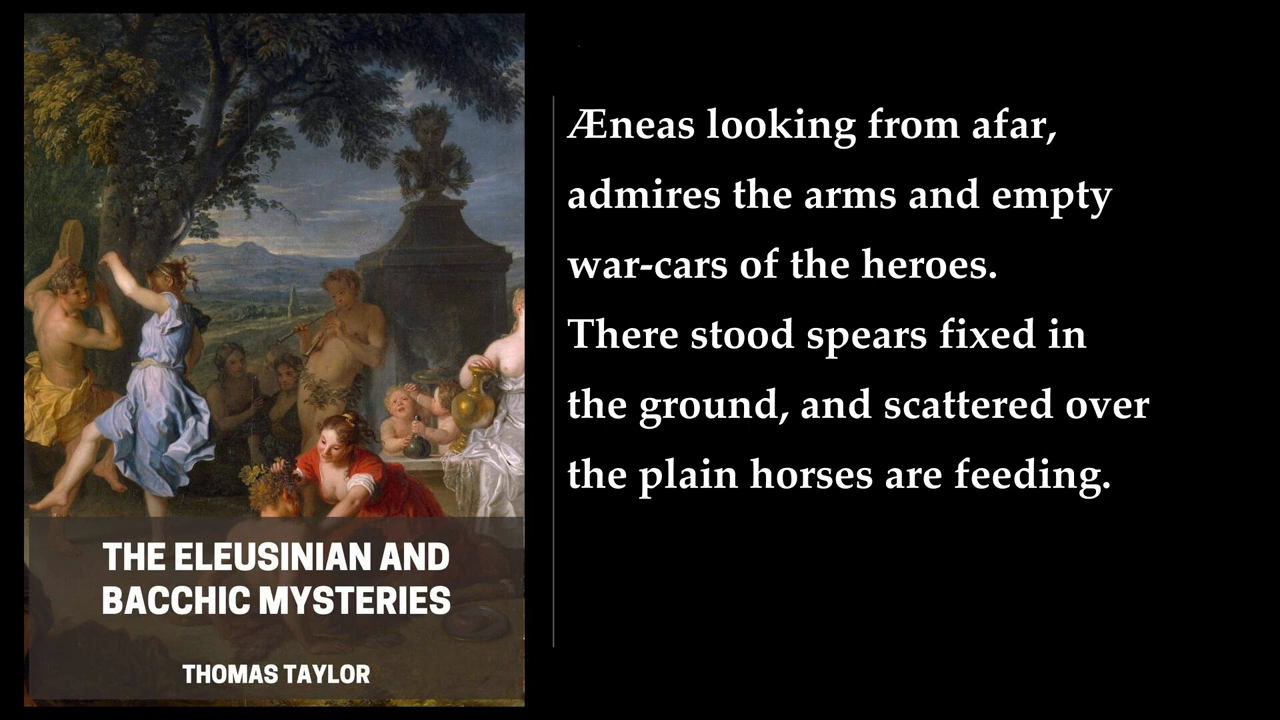 THE ELEUSINIAN AND
BACCHIC MYSTERIES
THOMAS TAYLOR
Æneas looking from afar,
admires the arms and empty
war-cars of the heroes.
There stood spears fixed in
the ground, and scattered over
the plain horses are feeding.